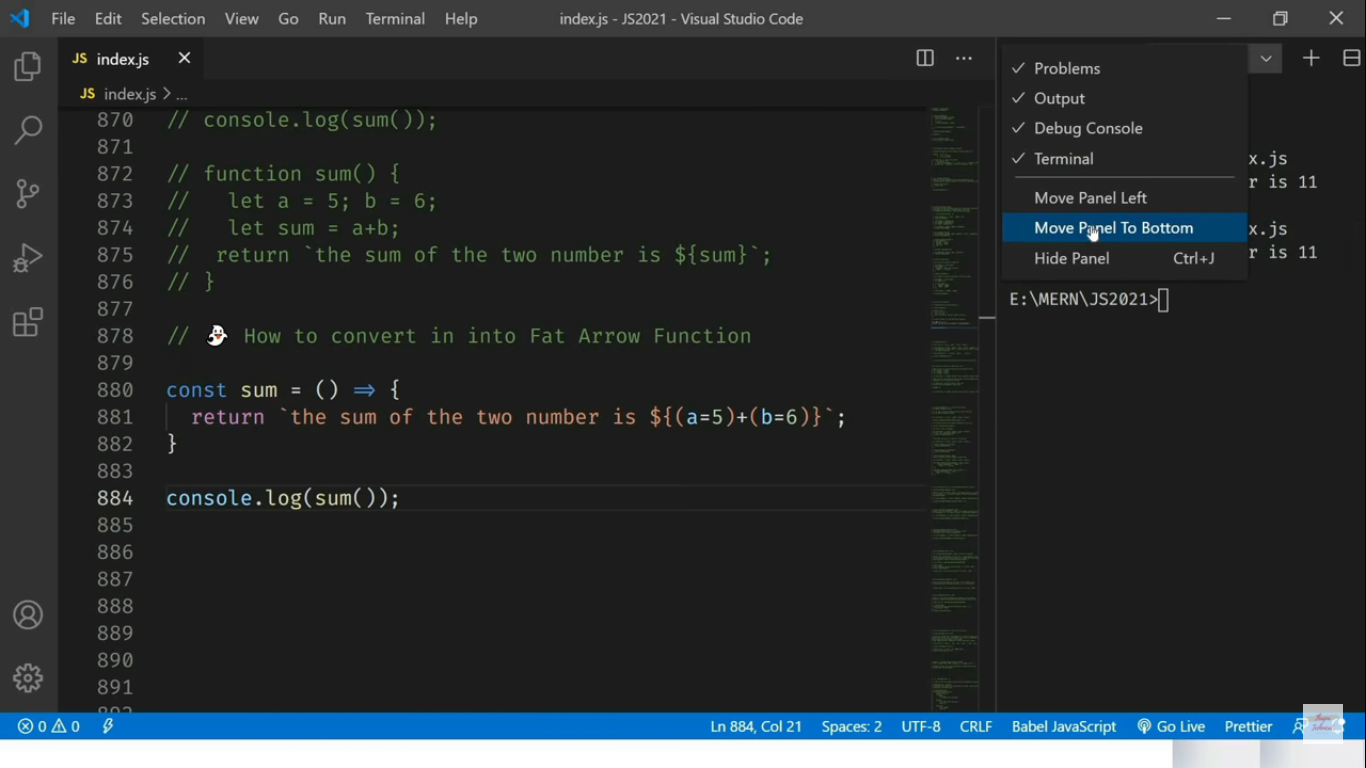 File Edit Selection View Go Run Terminal Help index.js - JS2021 - Visual Studio Code
JS index.js
JS index.js > ...
870 // console.log(sum());
871
872 // function sum() {
873 //   let a = 5; b = 6;
874 //   let sum = a+b;
875 //  return `the sum of the two number is ${sum}`;
876 // }
877
878 // How to convert in into Fat Arrow Function
879
880 const sum = () => {
881   return `the sum of the two number is ${(a=5)+(b=6)}`;
882 }
883
884 console.log(sum());
885
886
887
888
889
890
891
Problems
Output
Debug Console
Terminal
Move Panel Left
Move Panel To Bottom
Hide Panel Ctrl+J
x.js
r is 11
x.js
r is 11
E:\MERN\JS2021>
0 0 Ln 884, Col 21 Spaces: 2 UTF-8 CRLF Babel JavaScript Go Live Prettier